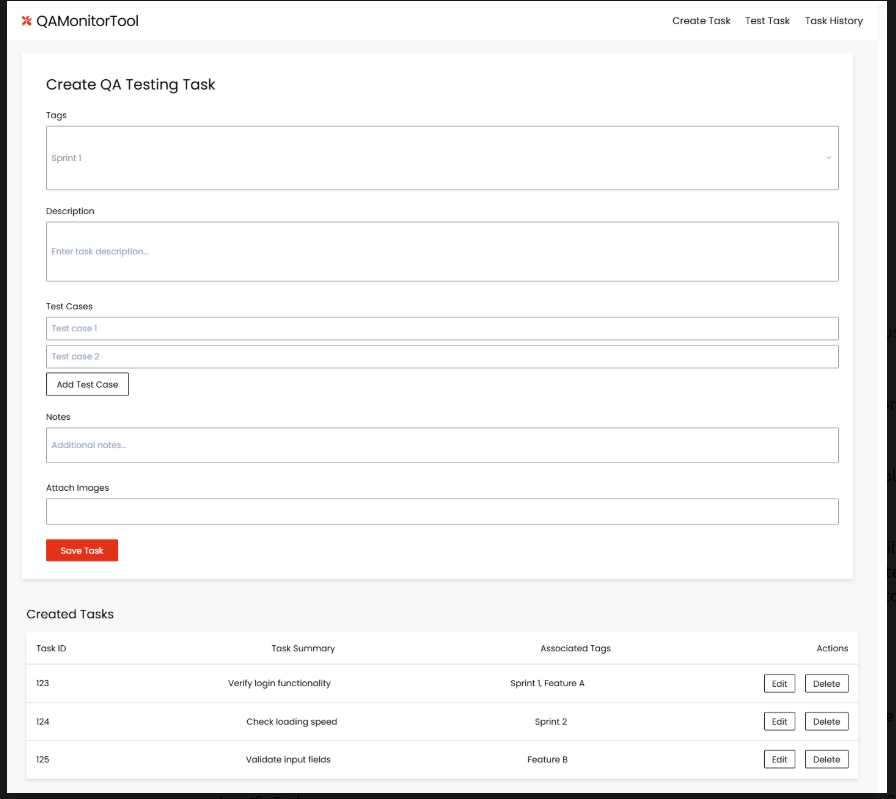 QAMonitorTool Create Task Test Task Task History
Create QA Testing Task
Tags
Sprint 1
Description
Enter task description...
Test Cases
Test case 1
Test case 2
Add Test Case
Notes
Additional notes...
Attach Images
Save Task
Created Tasks
Task ID Task Summary Associated Tags Actions
123 Verify login functionality Sprint 1, Feature A Edit Delete
124 Check loading speed Sprint 2 Edit Delete
125 Validate input fields Feature B Edit Delete